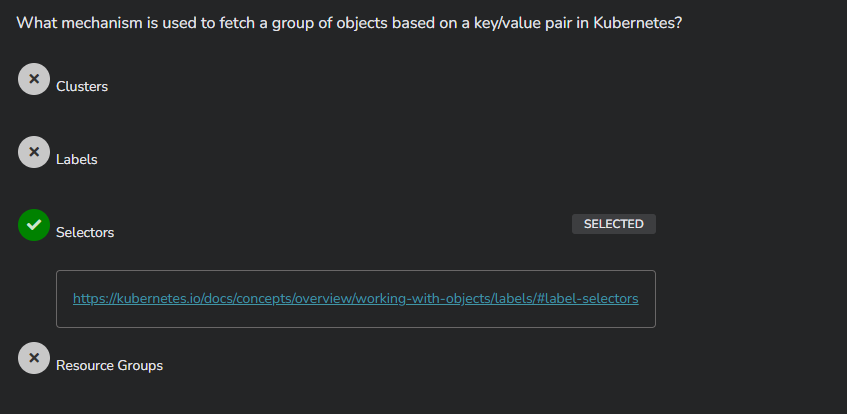 What mechanism is used to fetch a group of objects based on a key/value pair in Kubernetes?
Clusters
Labels
Selectors
SELECTED
https://kubernetes.io/docs/concepts/overview/working-with-objects/labels/#label-selectors
Resource Groups